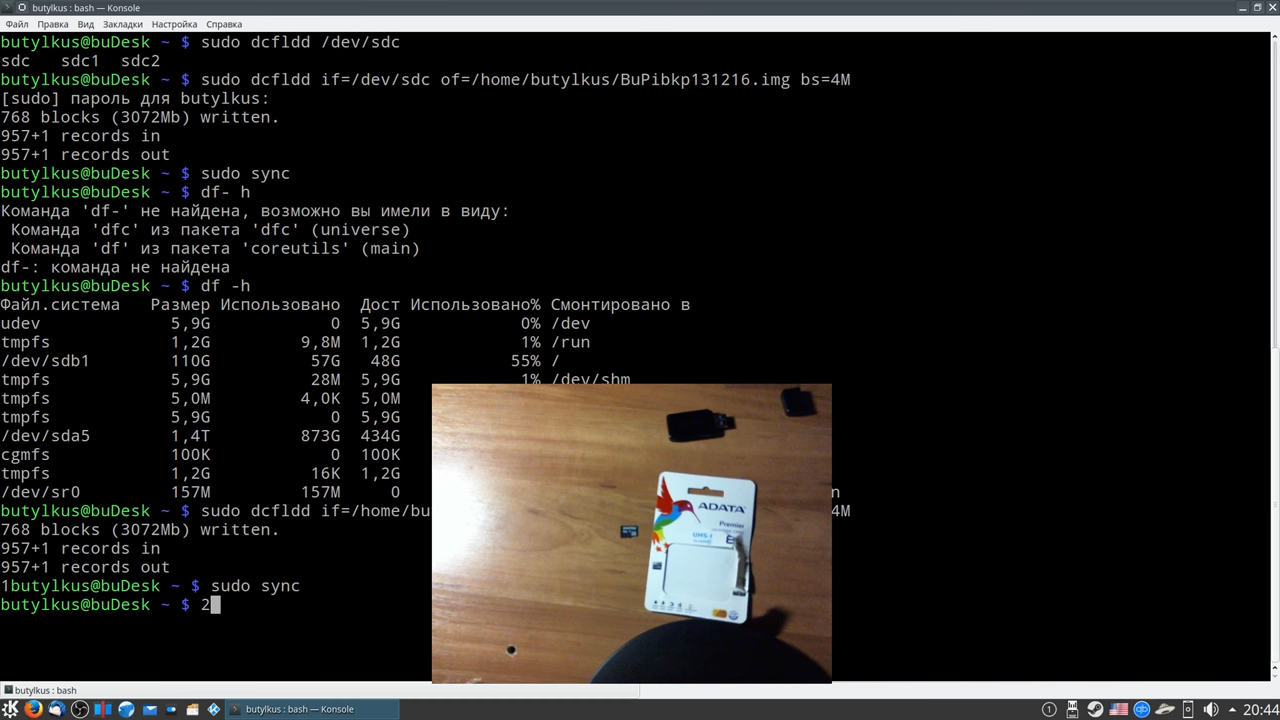 butylkus : bash — Konsole
Файл Правка Вид Закладки Настройка Справка
butylkus@buDesk ~ $ sudo dcfldd /dev/sdc
sdc sdc1 sdc2
butylkus@buDesk ~ $ sudo dcfldd if=/dev/sdc of=/home/butylkus/BuPibkp131216.img bs=4M
[sudo] пароль для butylkus:
768 blocks (3072Mb) written.
957+1 records in
957+1 records out
butylkus@buDesk ~ $ sudo sync
butylkus@buDesk ~ $ df- h
Команда 'df-' не найдена, возможно вы имели в виду:
Команда 'dfc' из пакета 'dfc' (universe)
Команда 'df' из пакета 'coreutils' (main)
df-: команда не найдена
butylkus@buDesk ~ $ df -h
Файл.система Размер Использовано Дост Использовано% Смонтировано в
udev 5,9G 0 5,9G 0% /dev
tmpfs 1,2G 9,8M 1,2G 1% /run
/dev/sdb1 110G 57G 48G 55% /
tmpfs 5,9G 28M 5,9G 1% /dev/shm
tmpfs 5,0M 4,0K 5,0M
tmpfs 5,9G 0 5,9G
/dev/sda5 1,4T 873G 434G
cgmfs 100K 0 100K
tmpfs 1,2G 16K 1,2G
/dev/sr0 157M 157M 0 n
butylkus@buDesk ~ $ sudo dcfldd if=/home/bu 4M
768 blocks (3072Mb) written.
957+1 records in
957+1 records out
1butylkus@buDesk ~ $ sudo sync
butylkus@buDesk ~ $ 2
ADATA
Premier
UHS-I
butylkus : bash
butylkus : bash — Konsole
20:44